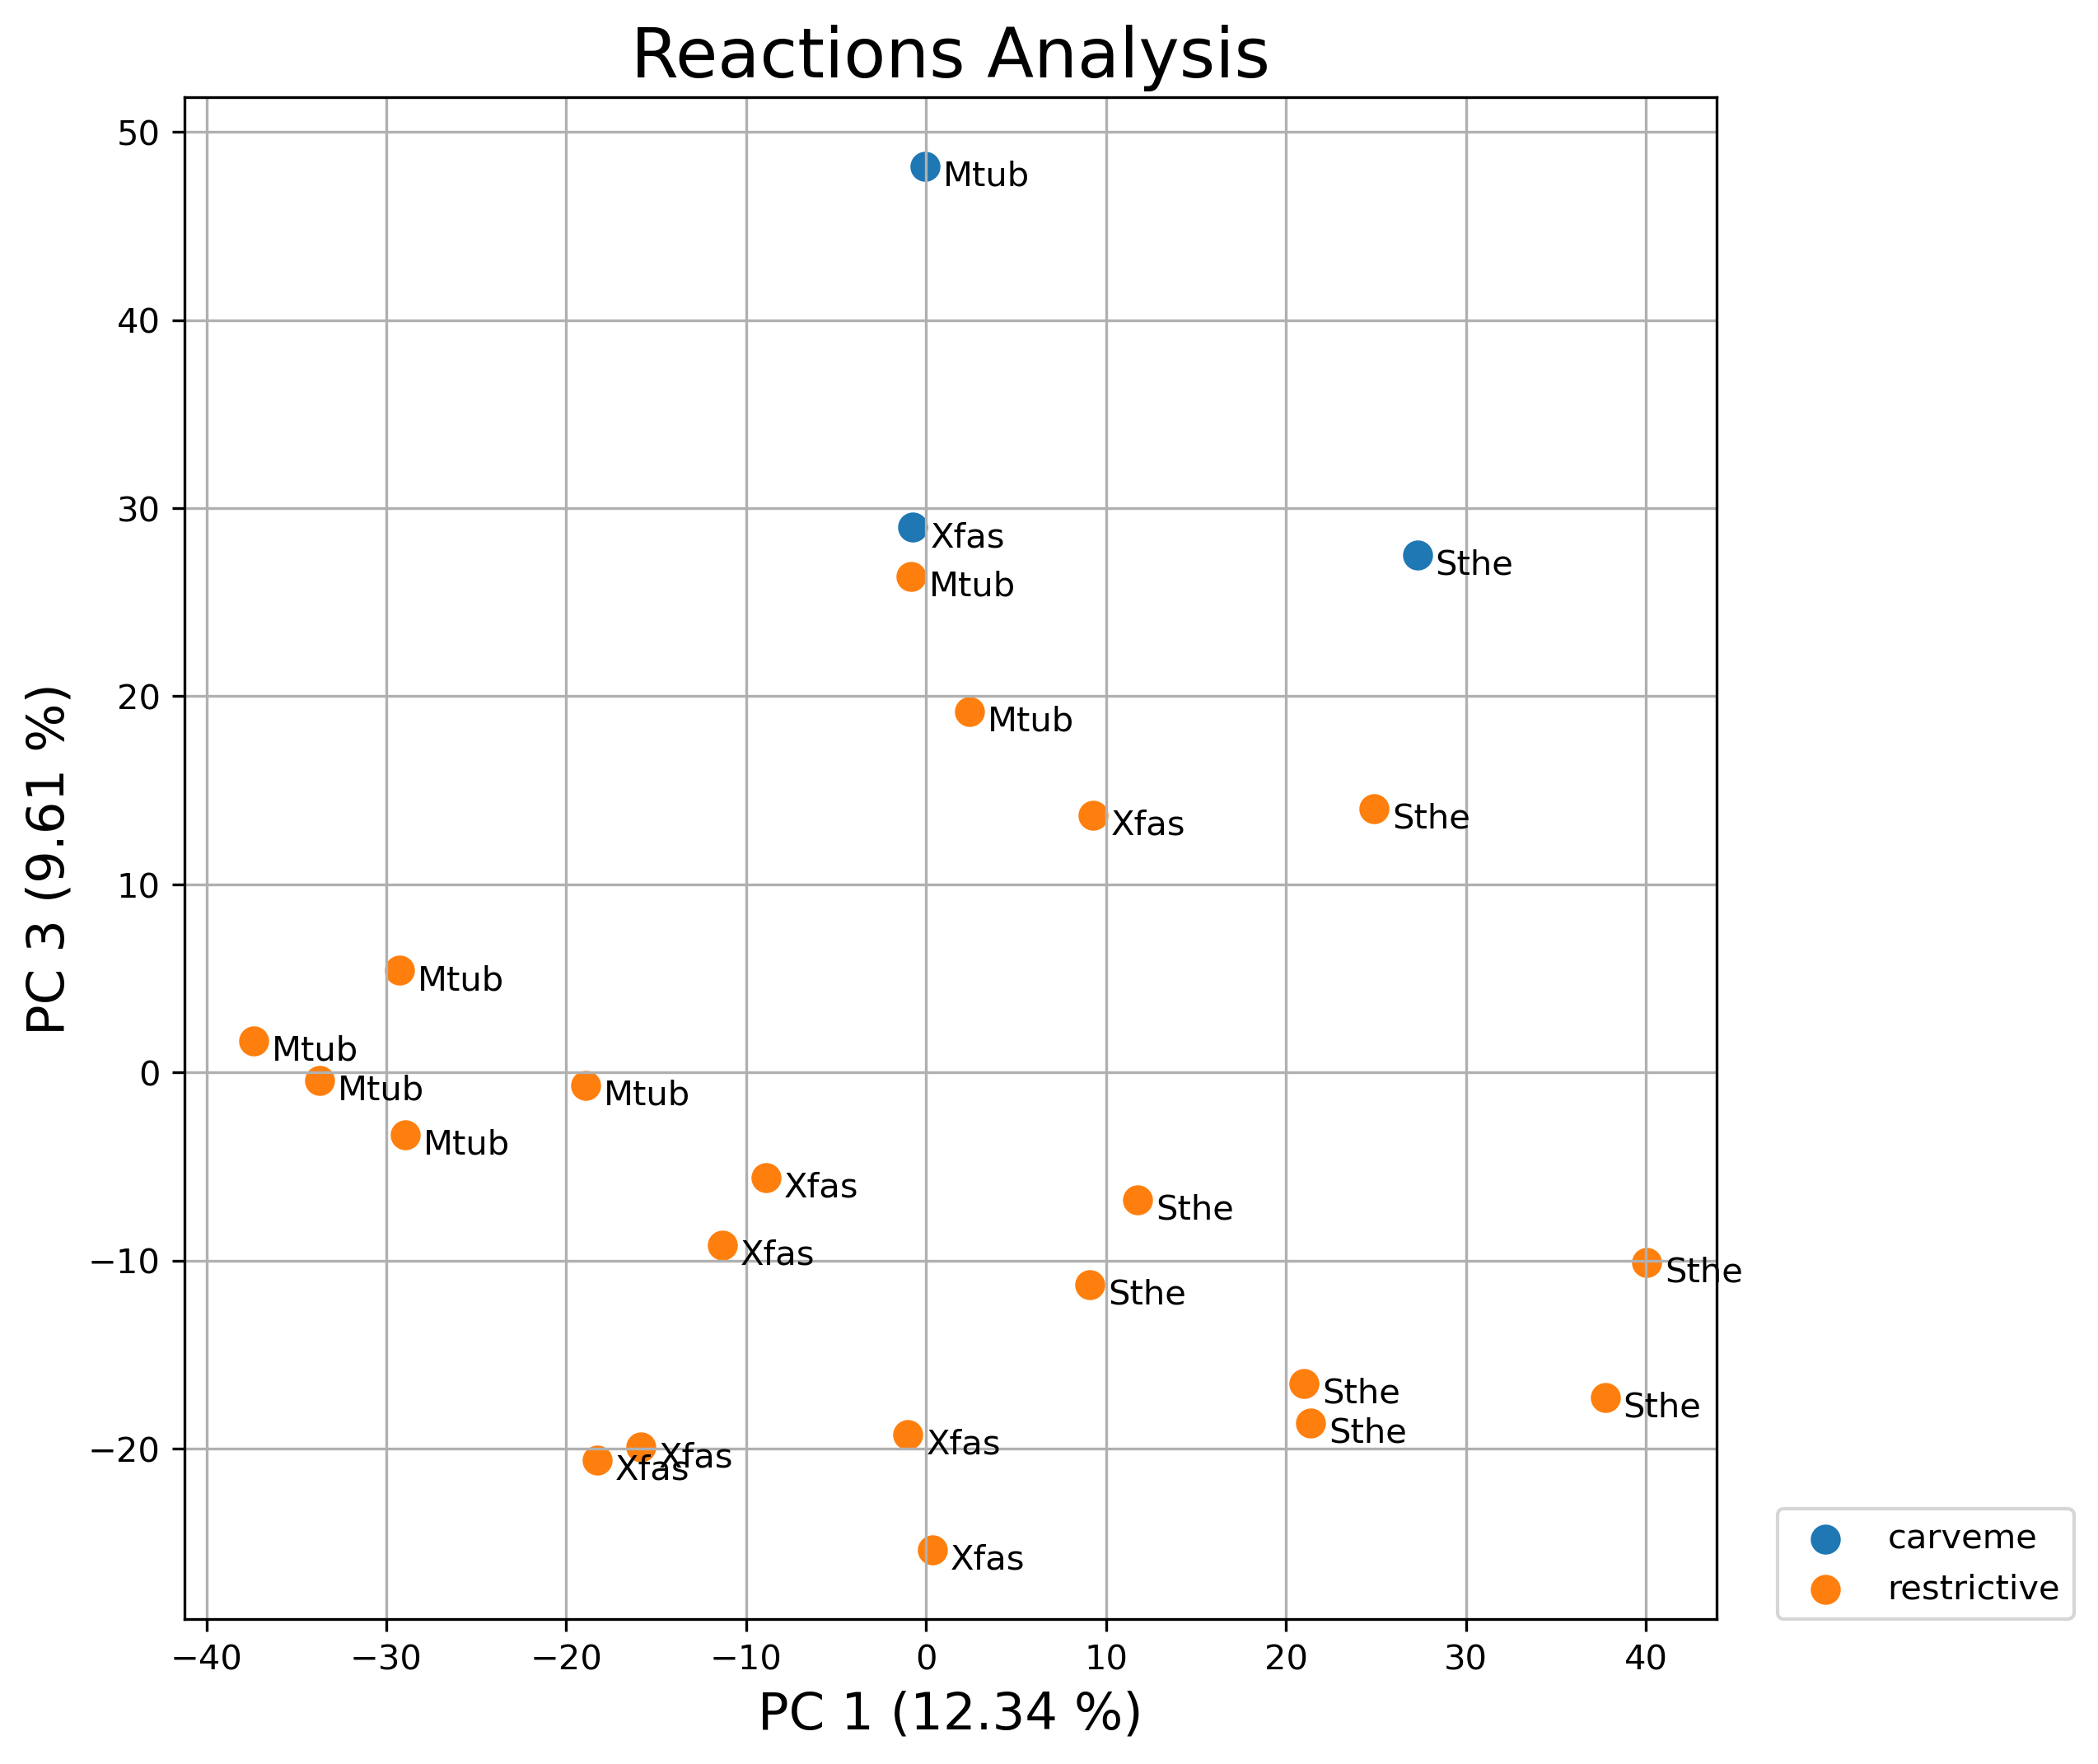 Reactions Analysis
50
Mtub
40
30
Xfas
Sthe
Mtub
20
Mtub
Sthe
Xfas
10
Mtub
Mtub
0
Mtub
Mtub
Mtub
Xfas
Sthe
Xfas
−10
Sthe
Sthe
Sthe
Sthe
Sthe
Xfas
Xfas
−20
Xfas
Xfas
PC 3 (9.61 %)
−40
−30
−20
−10
0
10
20
30
40
PC 1 (12.34 %)
carveme
restrictive